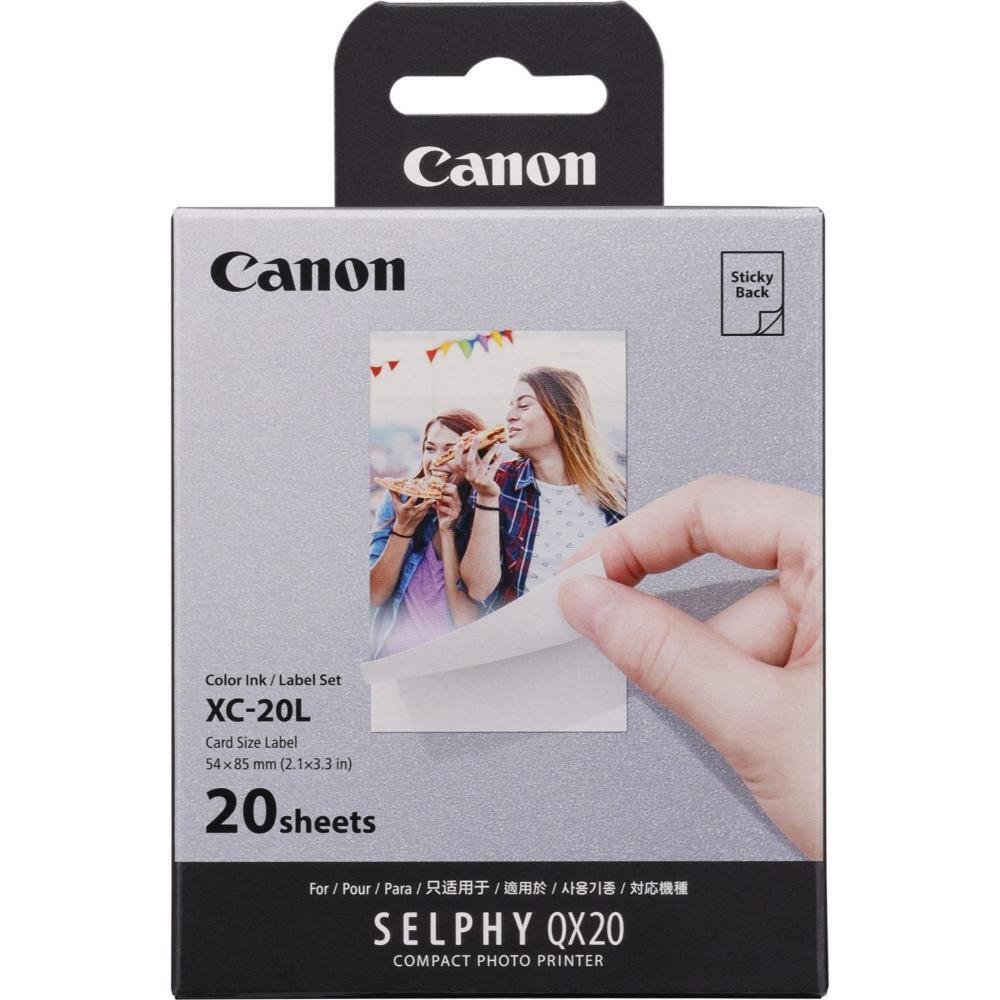 Canon
Canon
Sticky
Back
Color Ink / Label Set
XC-20L
Card Size Label
54×85 mm (2.1×3.3 in)
20 sheets
For / Pour / Para / 只适用于 / 適用於 / 사용기종 / 対応機種
SELPHY QX20
COMPACT PHOTO PRINTER